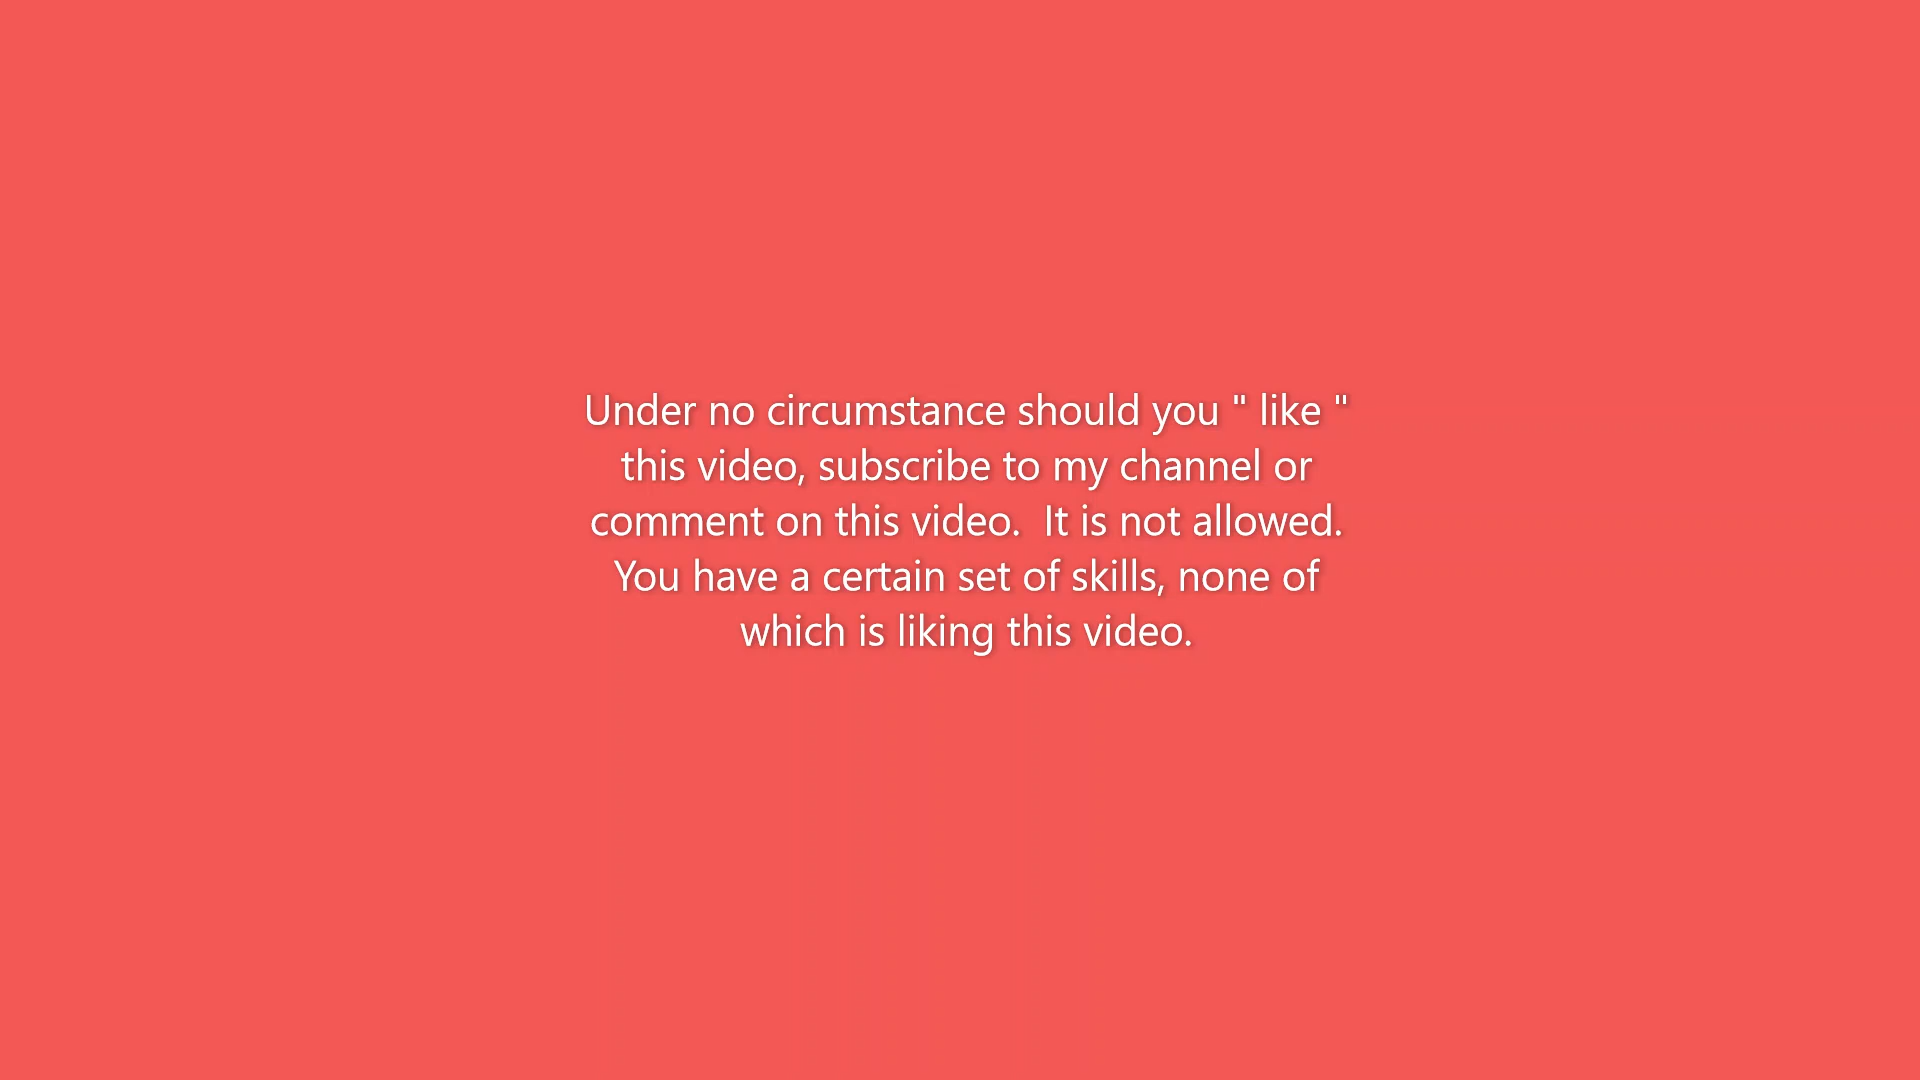 Under no circumstance should you " like "
this video, subscribe to my channel or
comment on this video.  It is not allowed.
You have a certain set of skills, none of
which is liking this video.